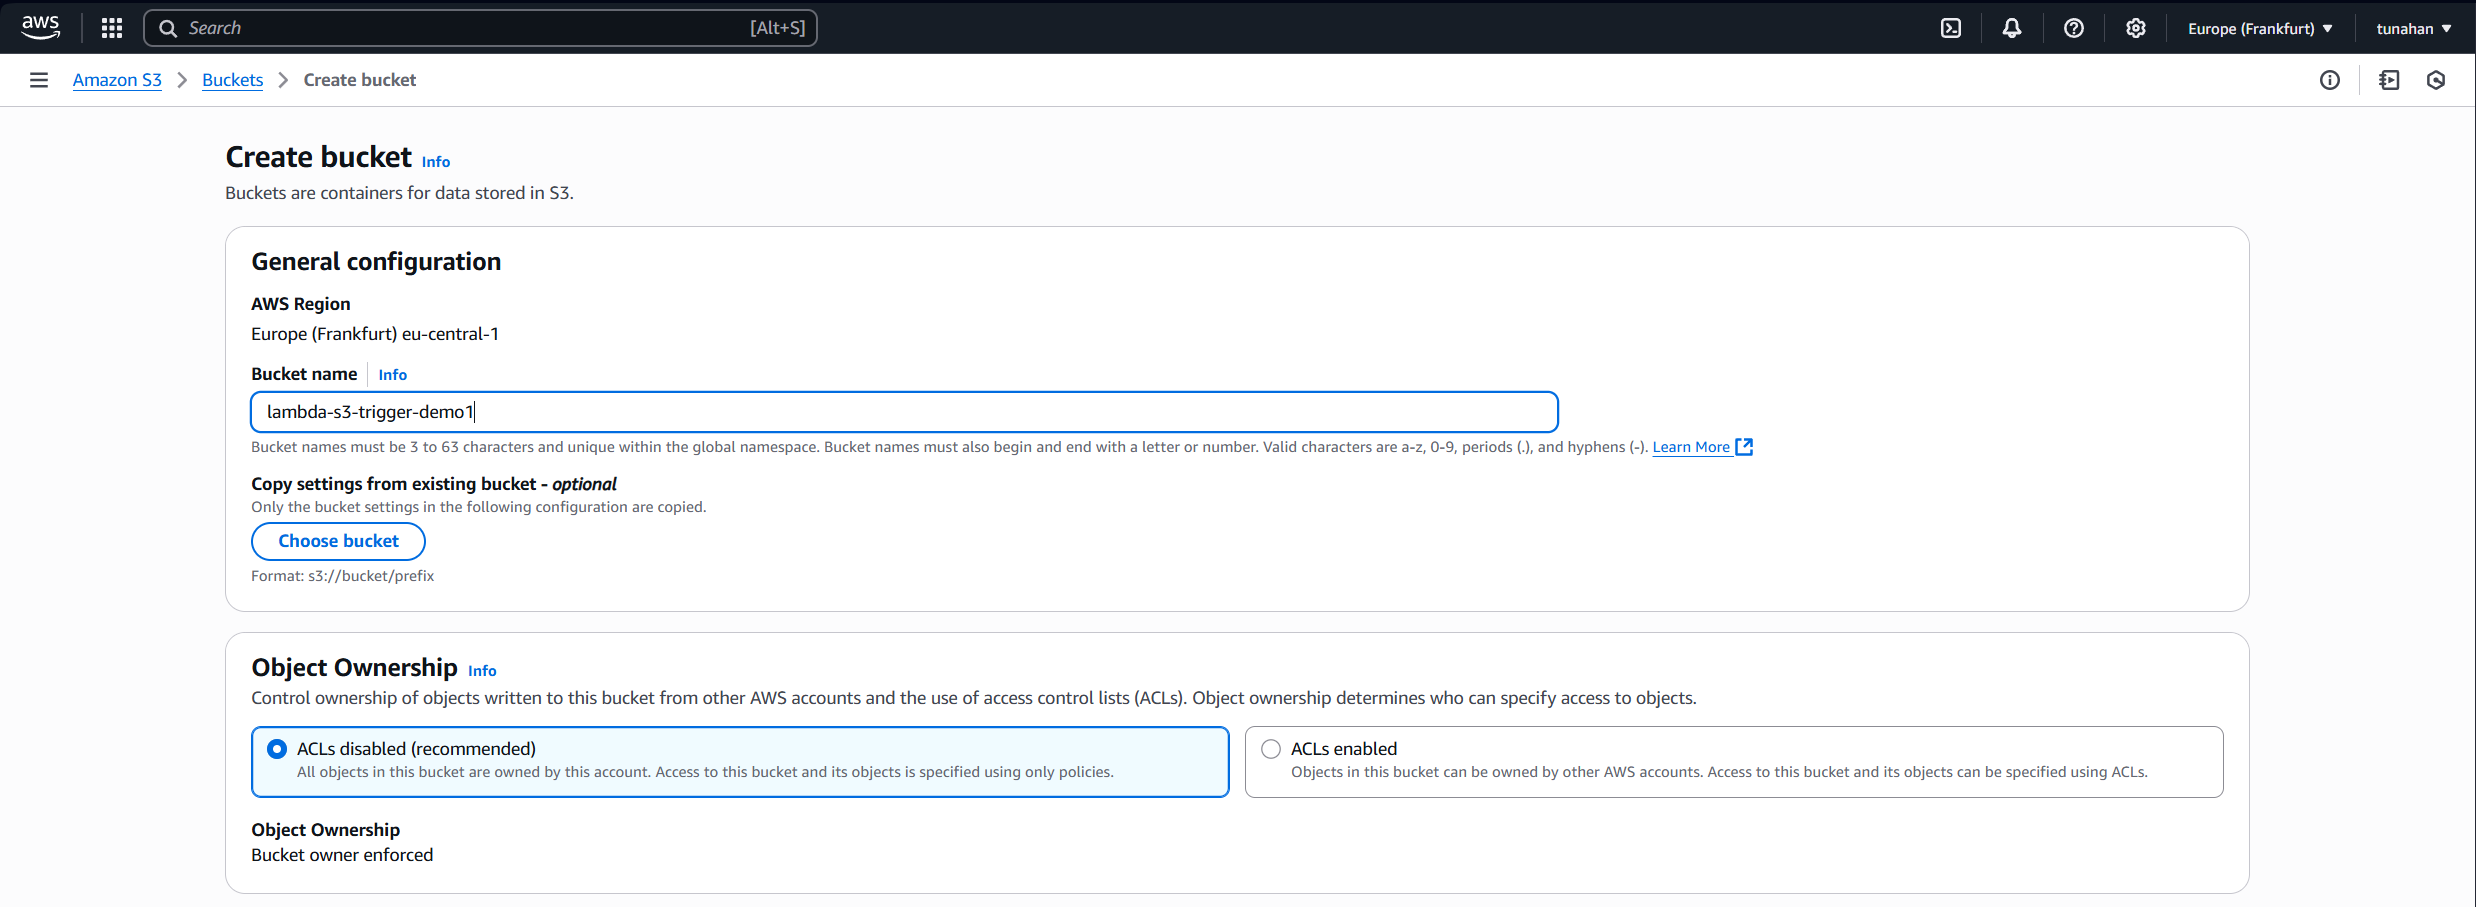 aws
Search [Alt+S]
Europe (Frankfurt)
tunahan
Amazon S3
Buckets
Create bucket
Create bucket Info
Buckets are containers for data stored in S3.
General configuration
AWS Region
Europe (Frankfurt) eu-central-1
Bucket name Info
lambda-s3-trigger-demo1
Bucket names must be 3 to 63 characters and unique within the global namespace. Bucket names must also begin and end with a letter or number. Valid characters are a-z, 0-9, periods (.), and hyphens (-). Learn More
Copy settings from existing bucket - optional
Only the bucket settings in the following configuration are copied.
Choose bucket
Format: s3://bucket/prefix
Object Ownership Info
Control ownership of objects written to this bucket from other AWS accounts and the use of access control lists (ACLs). Object ownership determines who can specify access to objects.
ACLs disabled (recommended)
All objects in this bucket are owned by this account. Access to this bucket and its objects is specified using only policies.
ACLs enabled
Objects in this bucket can be owned by other AWS accounts. Access to this bucket and its objects can be specified using ACLs.
Object Ownership
Bucket owner enforced